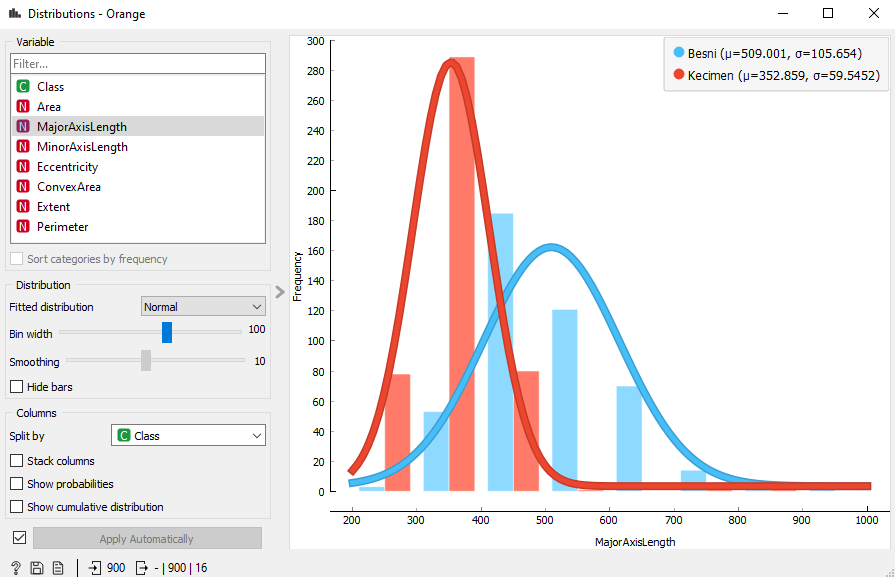 Distributions - Orange
Variable
Filter...
C Class
N Area
N MajorAxisLength
N MinorAxisLength
N Eccentricity
N ConvexArea
N Extent
N Perimeter
Sort categories by frequency
Distribution
Fitted distribution Normal
Bin width 100
Smoothing 10
Hide bars
Columns
Split by C Class
Stack columns
Show probabilities
Show cumulative distribution
Apply Automatically
? 900 - | 900 | 16
Besni (μ=509.001, σ=105.654)
Kecimen (μ=352.859, σ=59.5452)
300
280
260
240
220
200
180
160
140
120
100
80
60
40
20
0
Frequency
200 300 400 500 600 700 800 900 1000
MajorAxisLength